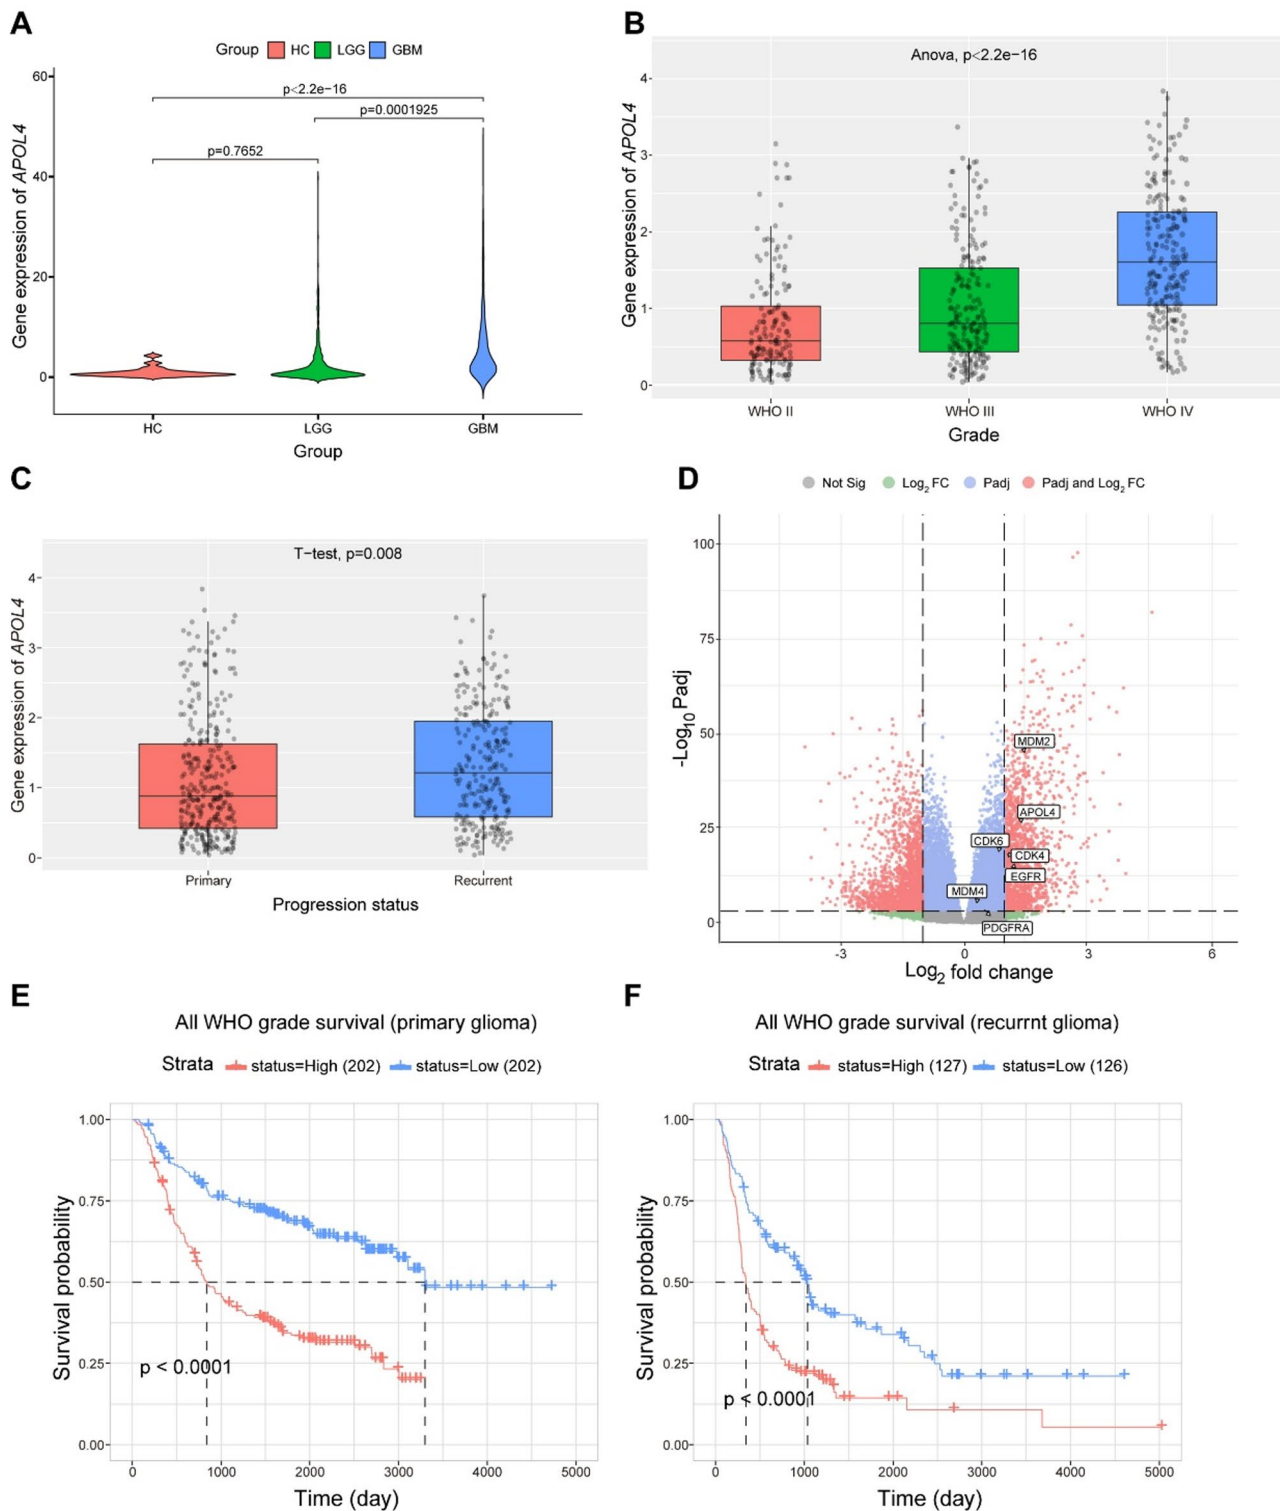 A
Group HC LGG GBM
60
40
20
0
Gene expression of APOL4
p<2.2e−16
p=0.0001925
p=0.7652
HC LGG GBM
Group
B
Anova, p<2.2e−16
4
3
2
1
0
Gene expression of APOL4
WHO II WHO III WHO IV
Grade
C
T−test, p=0.008
4
3
2
1
0
Gene expression of APOL4
Primary Recurrent
Progression status
D
Not Sig Log2 FC Padj Padj and Log2 FC
100
75
50
25
0
-Log10 Padj
MDM2
APOL4
CDK6
CDK4
EGFR
MDM4
PDGFRA
-3 0 3 6
Log2 fold change
E
All WHO grade survival (primary glioma)
Strata status=High (202) status=Low (202)
1.00
0.75
0.50
0.25
0.00
Survival probability
p < 0.0001
0 1000 2000 3000 4000 5000
Time (day)
F
All WHO grade survival (recurrnt glioma)
Strata status=High (127) status=Low (126)
1.00
0.75
0.50
0.25
0.00
Survival probability
p < 0.0001
0 1000 2000 3000 4000 5000
Time (day)